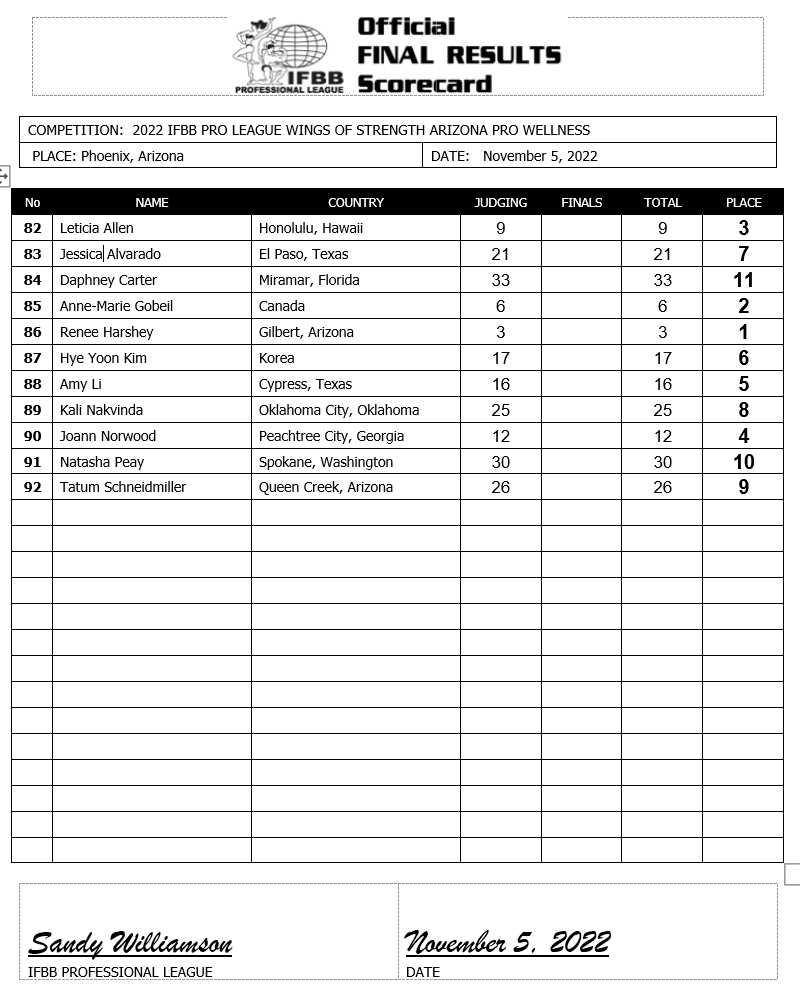 Official
FINAL RESULTS
Scorecard
IFBB
PROFESSIONAL LEAGUE
COMPETITION: 2022 IFBB PRO LEAGUE WINGS OF STRENGTH ARIZONA PRO WELLNESS
PLACE: Phoenix, Arizona DATE: November 5, 2022
No NAME COUNTRY JUDGING FINALS TOTAL PLACE
82 Leticia Allen Honolulu, Hawaii 9 9 3
83 Jessica Alvarado El Paso, Texas 21 21 7
84 Daphney Carter Miramar, Florida 33 33 11
85 Anne-Marie Gobeil Canada 6 6 2
86 Renee Harshey Gilbert, Arizona 3 3 1
87 Hye Yoon Kim Korea 17 17 6
88 Amy Li Cypress, Texas 16 16 5
89 Kali Nakvinda Oklahoma City, Oklahoma 25 25 8
90 Joann Norwood Peachtree City, Georgia 12 12 4
91 Natasha Peay Spokane, Washington 30 30 10
92 Tatum Schneidmiller Queen Creek, Arizona 26 26 9
Sandy Williamson November 5, 2022
IFBB PROFESSIONAL LEAGUE DATE